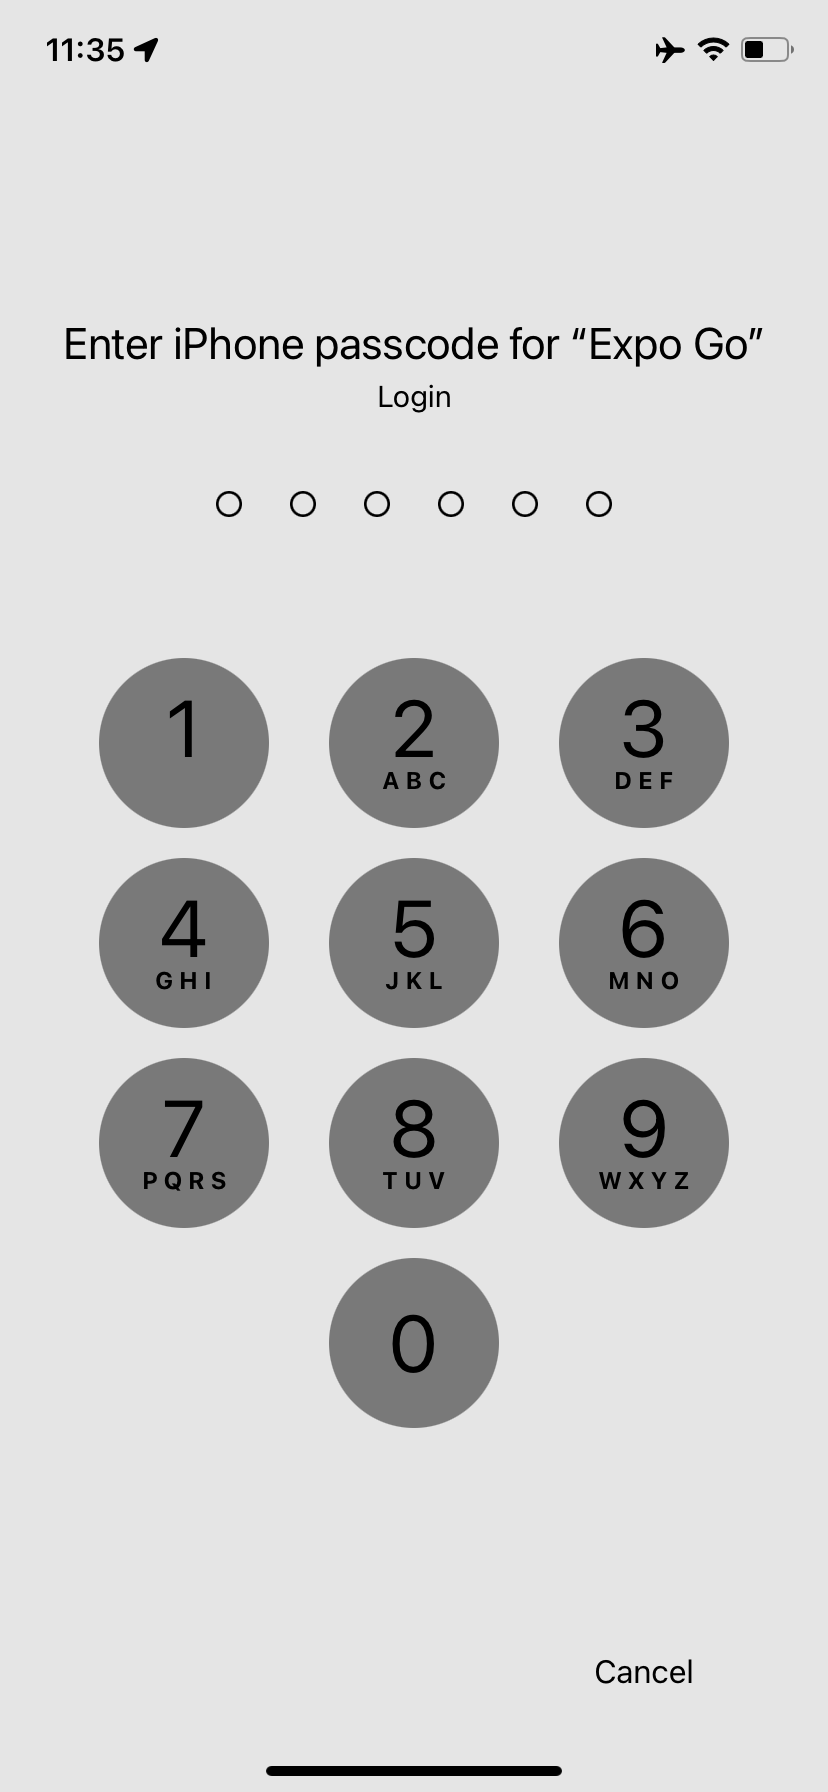 11:35
Enter iPhone passcode for “Expo Go”
Login
1
2
ABC
3
DEF
4
GHI
5
JKL
6
MNO
7
PQRS
8
TUV
9
WXYZ
0
Cancel